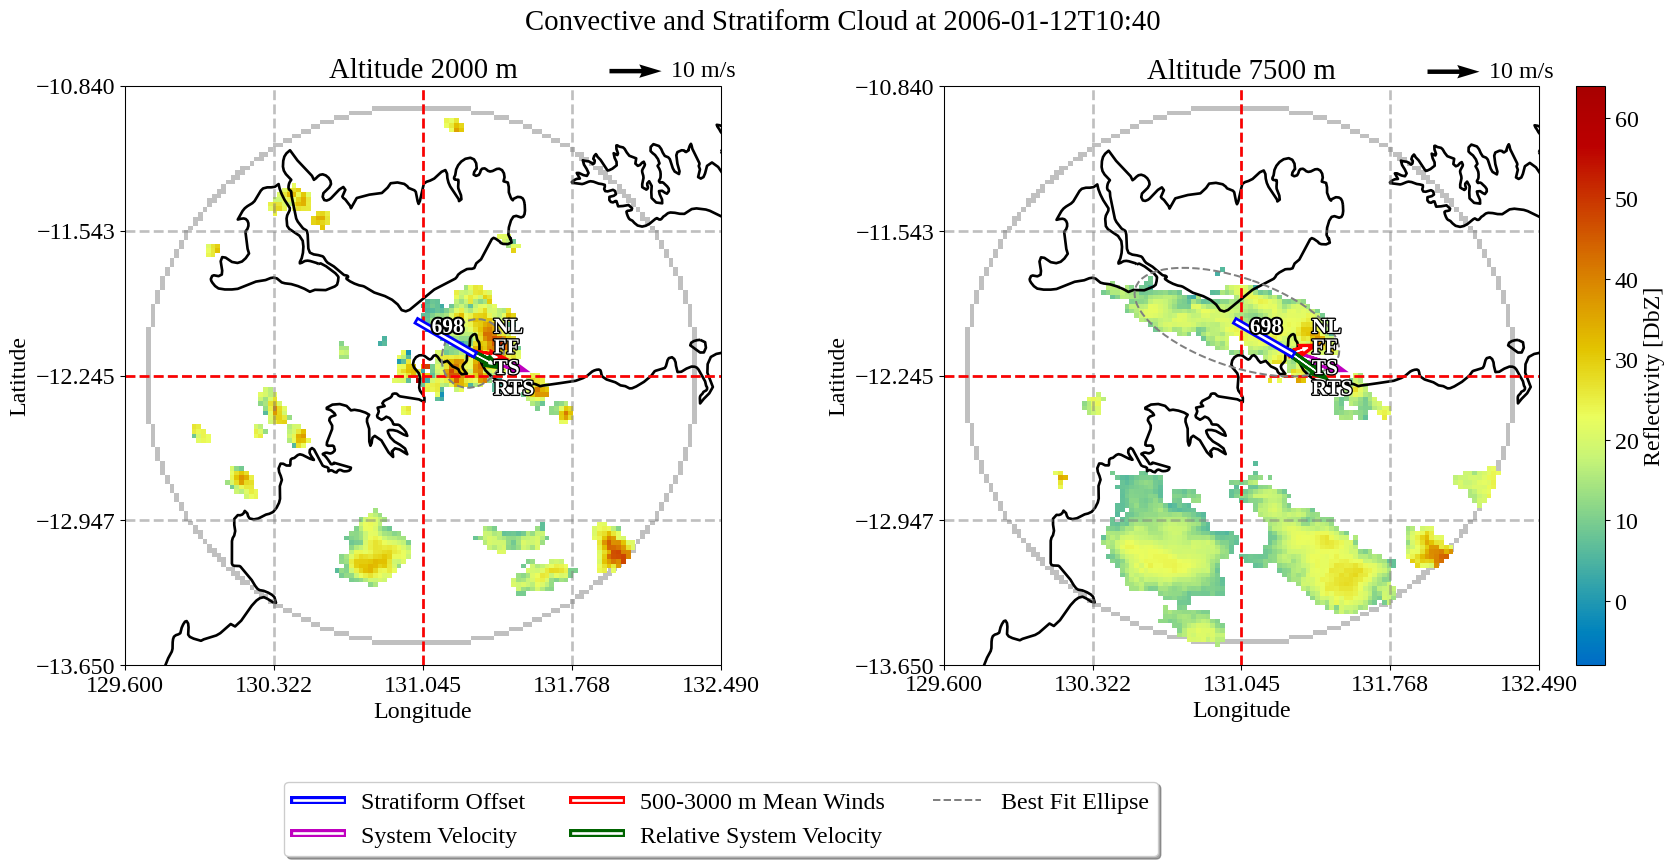 Convective and Stratiform Cloud at 2006-01-12T10:40
Altitude 2000 m
10 m/s
Altitude 7500 m
10 m/s
−10.840
−11.543
−12.245
−12.947
−13.650
129.600
130.322
131.045
131.768
132.490
Latitude
Longitude
698
NL
FF
TS
RTS
−10.840
−11.543
−12.245
−12.947
−13.650
129.600
130.322
131.045
131.768
132.490
Latitude
Longitude
698
NL
FF
TS
RTS
60
50
40
30
20
10
0
Reflectivity [DbZ]
Stratiform Offset
500-3000 m Mean Winds
Best Fit Ellipse
System Velocity
Relative System Velocity